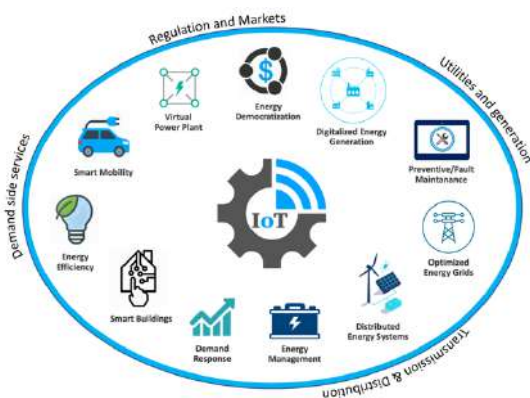 Regulation and Markets
Utilities and generation
Demand side services
Transmission & Distribution
Virtual
Power Plant
Energy
Democratization
Digitalized Energy
Generation
Smart Mobility
Preventive/Fault
Maintanance
IoT
Energy
Efficiency
Optimized
Energy Grids
Smart Buildings
Demand
Response
Energy
Management
Distributed
Energy Systems